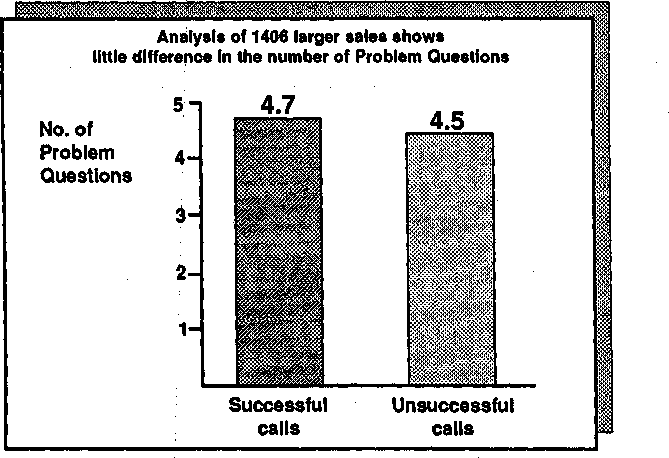 Analysis of 1406 larger sales shows
little difference in the number of Problem Questions
No. of
Problem
Questions
5
4
3
2
1
4.7
4.5
Successful
calls
Unsuccessful
calls